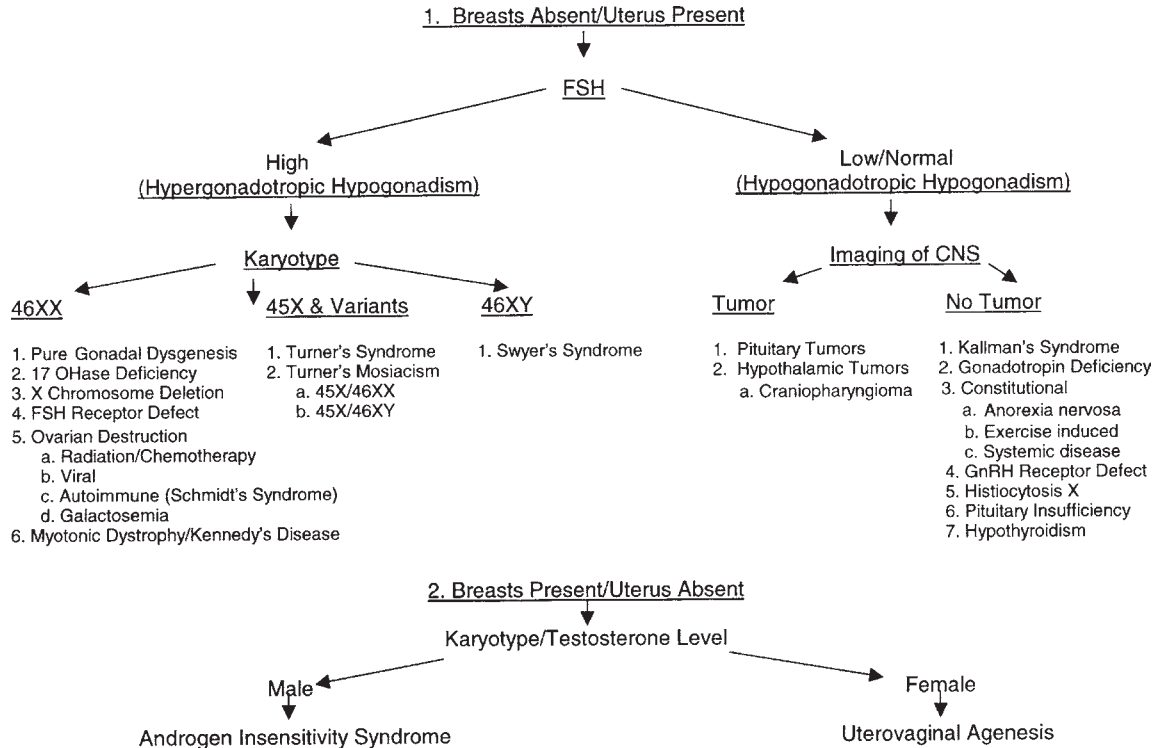 1. Breasts Absent/Uterus Present
FSH
High
(Hypergonadotropic Hypogonadism)
Low/Normal
(Hypogonadotropic Hypogonadism)
Karyotype
Imaging of CNS
46XX
1. Pure Gonadal Dysgenesis
2. 17 OHase Deficiency
3. X Chromosome Deletion
4. FSH Receptor Defect
5. Ovarian Destruction
a. Radiation/Chemotherapy
b. Viral
c. Autoimmune (Schmidt's Syndrome)
d. Galactosemia
6. Myotonic Dystrophy/Kennedy's Disease
45X & Variants
1. Turner's Syndrome
2. Turner's Mosiacism
a. 45X/46XX
b. 45X/46XY
46XY
1. Swyer's Syndrome
Tumor
1. Pituitary Tumors
2. Hypothalamic Tumors
a. Craniopharyngioma
No Tumor
1. Kallman's Syndrome
2. Gonadotropin Deficiency
3. Constitutional
a. Anorexia nervosa
b. Exercise induced
c. Systemic disease
4. GnRH Receptor Defect
5. Histiocytosis X
6. Pituitary Insufficiency
7. Hypothyroidism
2. Breasts Present/Uterus Absent
Karyotype/Testosterone Level
Male
Female
Androgen Insensitivity Syndrome
Uterovaginal Agenesis